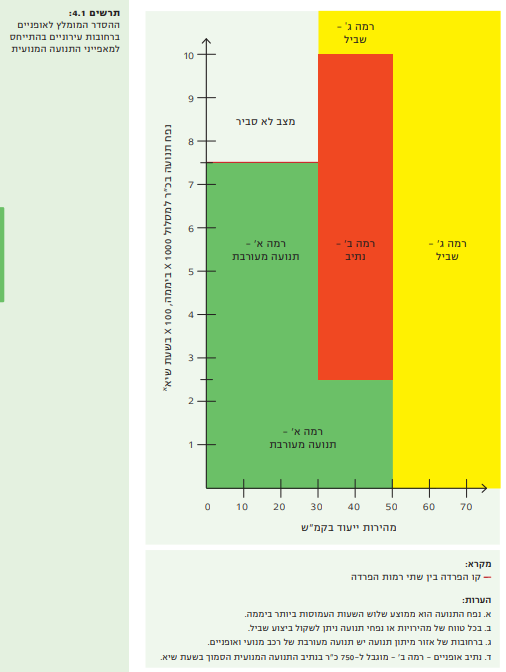 תרשים 4.1:
ההסדר המומלץ לאופניים
ברחובות עירוניים בהתייחס
למאפייני התנועה המנועית
רמה ג' –
שביל
מצב לא סביר
רמה א' –
תנועה מעורבת
רמה ב' –
נתיב
רמה ג' –
שביל
רמה א' –
תנועה מעורבת
נפח תנועה בכ"ר למסלול 1000 X ביממה, 100 X בשעת שיא
10
9
8
7
6
5
4
3
2
1
0 10 20 30 40 50 60 70
מהירות ייעוד בקמ"ש
מקרא:
— קו הפרדה בין שתי רמות הפרדה
הערות:
א. נפח התנועה הוא ממוצע שלוש השעות העמוסות ביותר ביממה.
ב. בכל טווח של מהירויות או נפחי תנועה ניתן לשקול ביצוע שביל.
ג. ברחובות של אזור מיתון תנועה יש תנועה מעורבת של רכב מנועי ואופניים.
ד. נתיב אופניים – רמה ב' – מוגבל ל-750 כ"ר בנתיב התנועה המנועית הסמוך בשעת שיא.